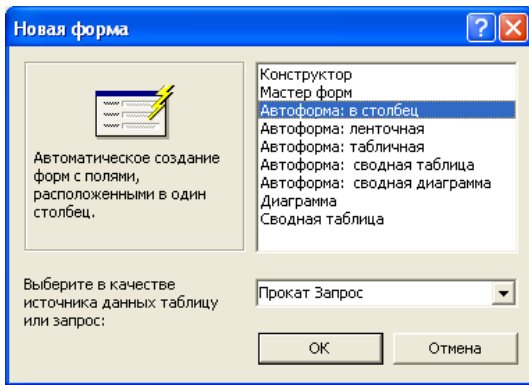 Новая форма
Автоматическое создание
форм с полями,
расположенными в один
столбец.
Конструктор
Мастер форм
Автоформа: в столбец
Автоформа: ленточная
Автоформа: табличная
Автоформа: сводная таблица
Автоформа: сводная диаграмма
Диаграмма
Сводная таблица
Выберите в качестве
источника данных таблицу
или запрос:
Прокат Запрос
ОК
Отмена